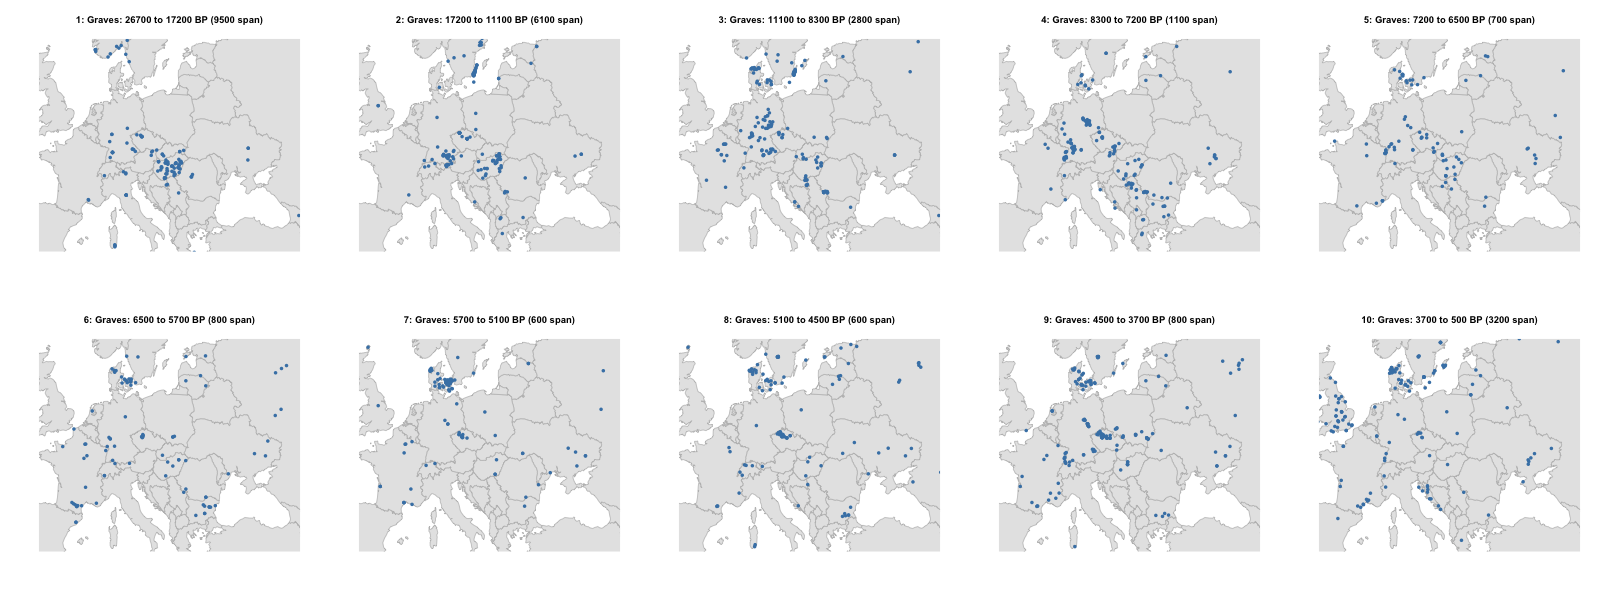 1: Graves: 26700 to 17200 BP (9500 span)
2: Graves: 17200 to 11100 BP (6100 span)
3: Graves: 11100 to 8300 BP (2800 span)
4: Graves: 8300 to 7200 BP (1100 span)
5: Graves: 7200 to 6500 BP (700 span)
6: Graves: 6500 to 5700 BP (800 span)
7: Graves: 5700 to 5100 BP (600 span)
8: Graves: 5100 to 4500 BP (600 span)
9: Graves: 4500 to 3700 BP (800 span)
10: Graves: 3700 to 500 BP (3200 span)